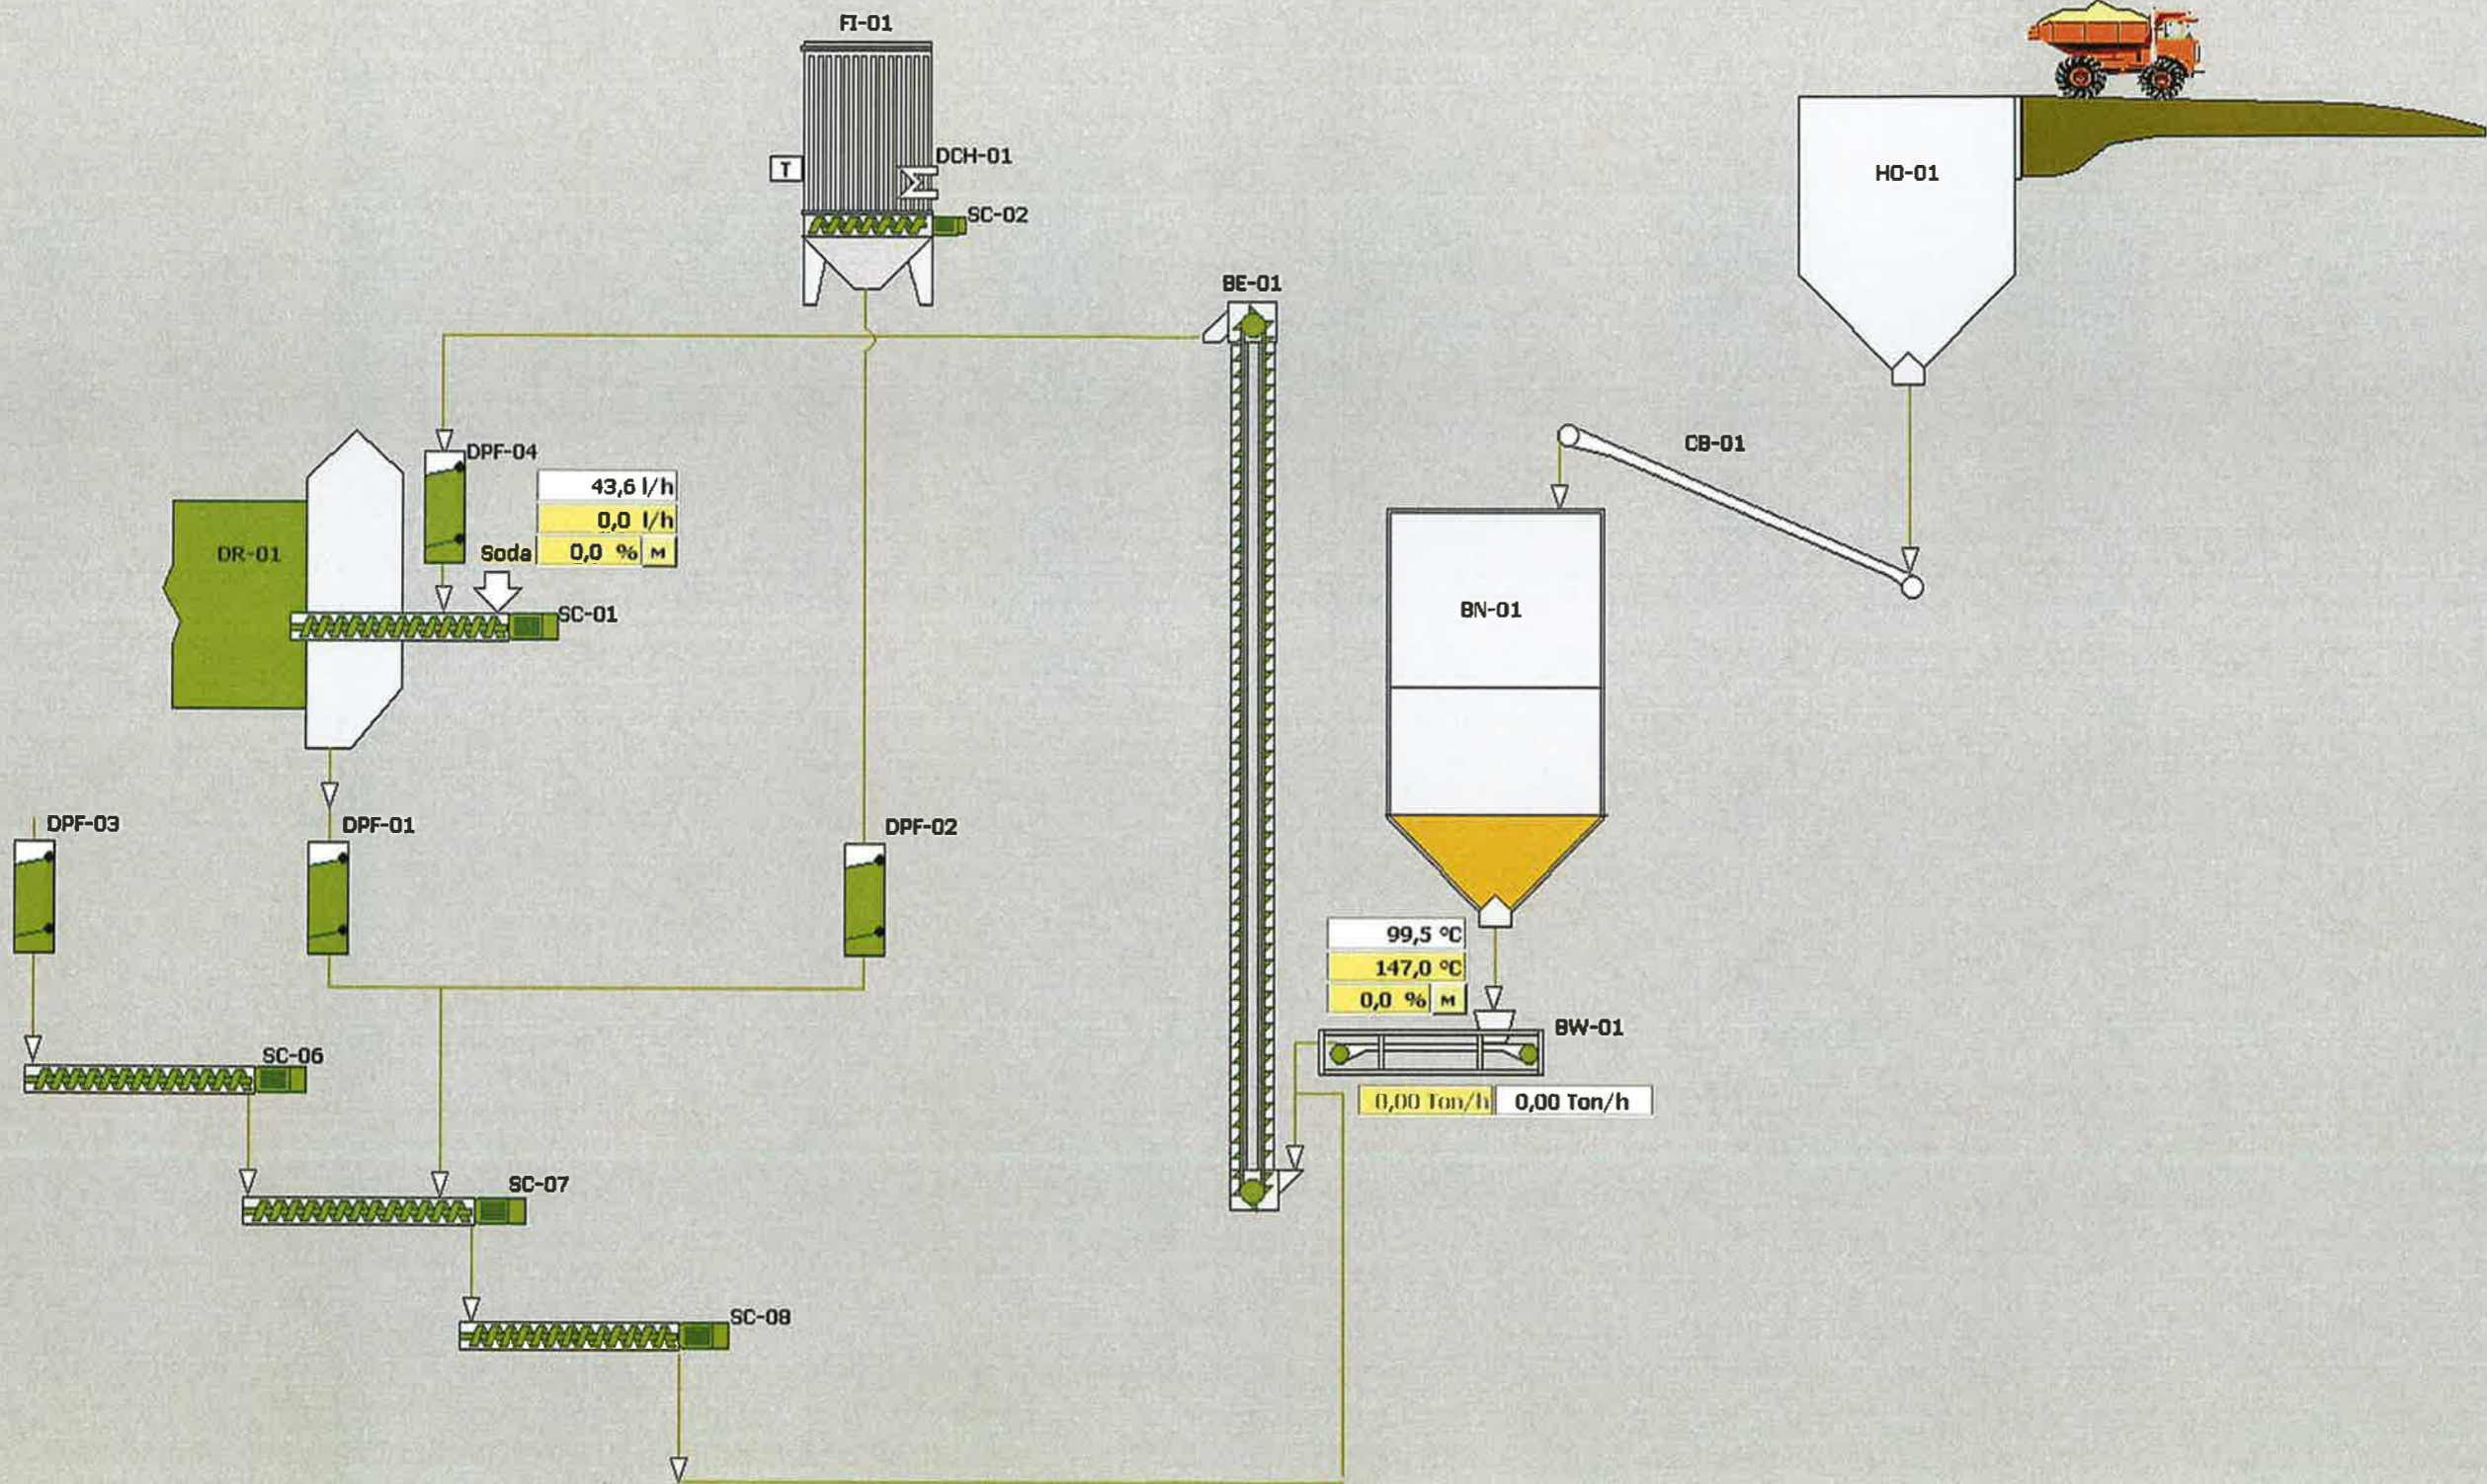 FI-01
T
DCH-01
SC-02
HO-01
BE-01
CB-01
DPF-04
43,6 l/h
0,0 l/h
Soda 0,0 % M
DR-01
SC-01
BN-01
DPF-03
DPF-01
DPF-02
99,5 °C
147,0 °C
0,0 % M
BW-01
SC-06
0,00 Ton/h 0,00 Ton/h
SC-07
SC-08